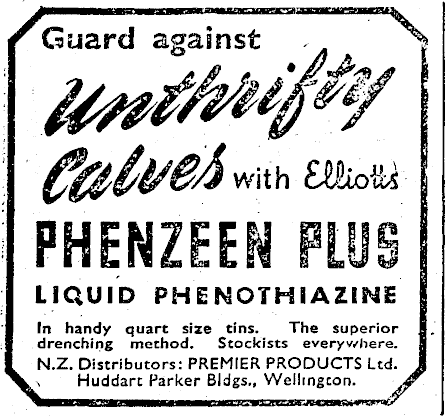 Guard against
Unthrifty
Calves with Elliotts'
PHENZEEN PLUS
LIQUID PHENOTHIAZINE
In handy quart size tins. The superior
drenching method. Stockists everywhere.
N.Z. Distributors: PREMIER PRODUCTS Ltd.
Huddart Parker Bldgs., Wellington.